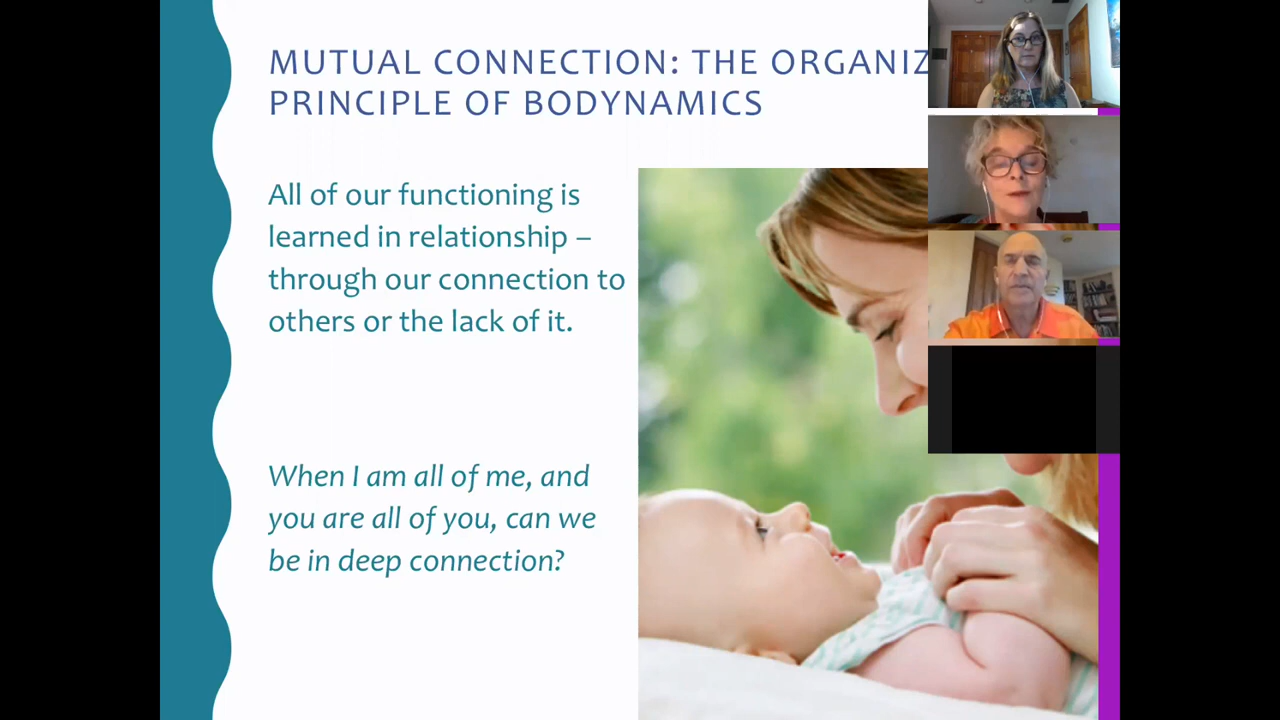 MUTUAL CONNECTION: THE ORGANIZ
PRINCIPLE OF BODYNAMICS
All of our functioning is
learned in relationship –
through our connection to
others or the lack of it.
When I am all of me, and
you are all of you, can we
be in deep connection?